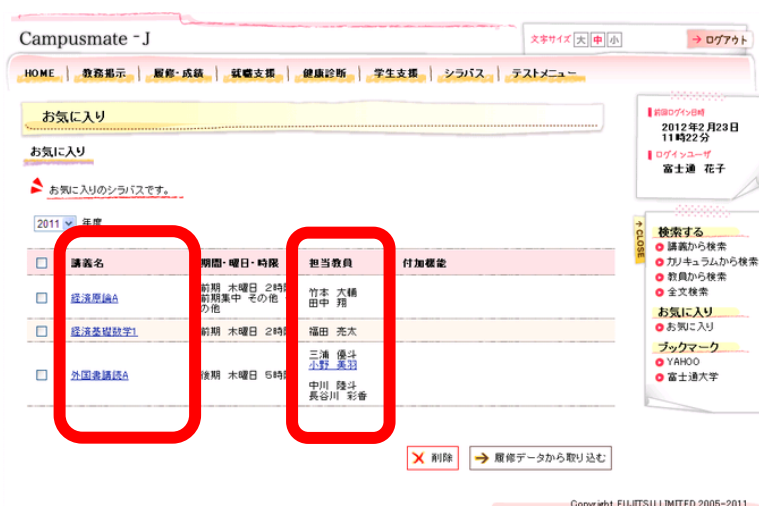 Campusmate-J
文字サイズ 大 中 小
→ ログアウト
HOME 教務掲示 履修・成績 就職支援 健康診断 学生支援 シラバス テストメニュー
お気に入り
お気に入り
お気に入りのシラバスです。
2011 年度
講義名 期間・曜日・時限 担当教員 付加機能
経済原論A 前期 木曜日 2時 前期集中 その他 の他 竹本 大輔 田中 翔
経済基礎数学1 前期 木曜日 2時 福田 亮太
外国書講読A 後期 木曜日 5時 三浦 優斗 小野 美羽 中川 陸斗 長谷川 彩香
削除 → 履修データから取り込む
前回ログイン日時
2012年2月23日
11時22分
ログインユーザ
富士通 花子
→ CLOSE
検索する
講義から検索
カリキュラムから検索
教員から検索
全文検索
お気に入り
お気に入り
ブックマーク
YAHOO
富士通大学
Copyright FUJITSU LIMITED 2005-2011